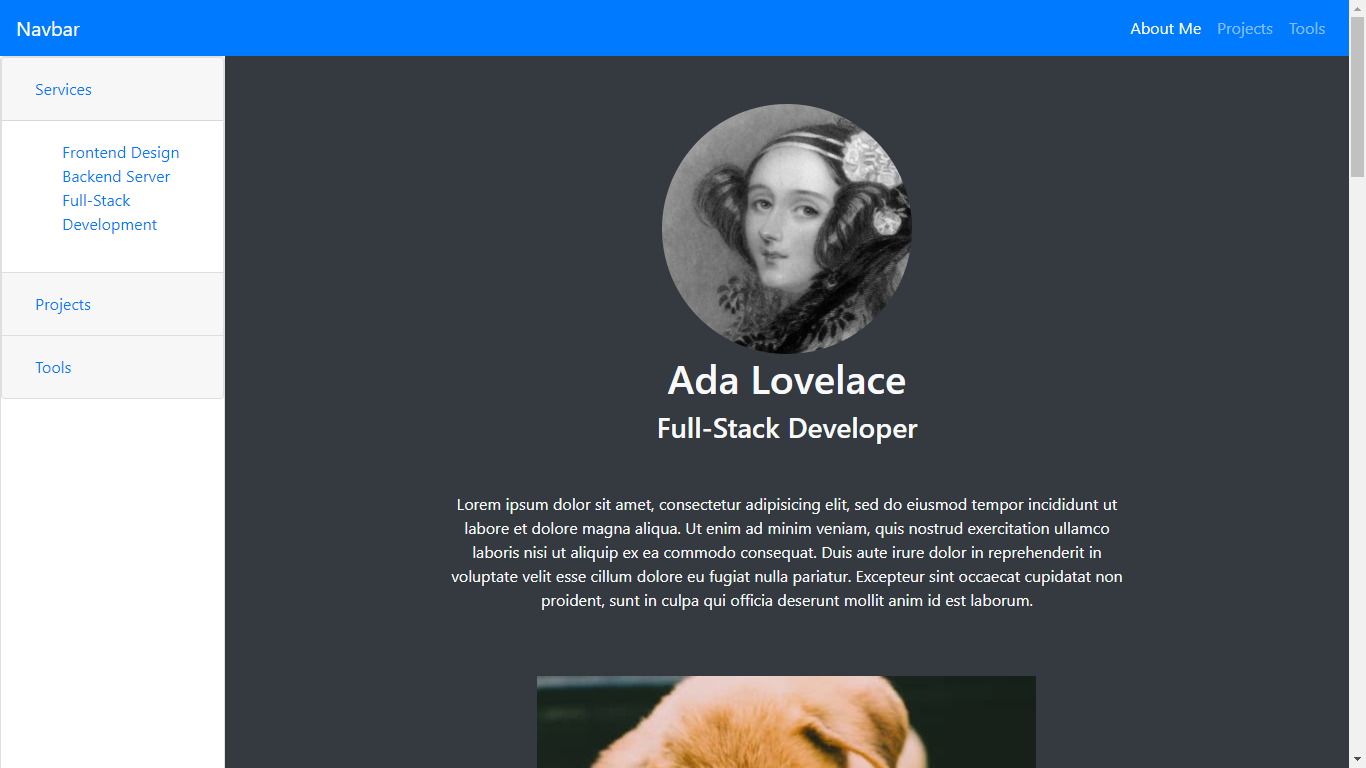 Navbar
About Me Projects Tools
Services
Frontend Design
Backend Server
Full-Stack
Development
Projects
Tools
Ada Lovelace
Full-Stack Developer
Lorem ipsum dolor sit amet, consectetur adipisicing elit, sed do eiusmod tempor incididunt ut
labore et dolore magna aliqua. Ut enim ad minim veniam, quis nostrud exercitation ullamco
laboris nisi ut aliquip ex ea commodo consequat. Duis aute irure dolor in reprehenderit in
voluptate velit esse cillum dolore eu fugiat nulla pariatur. Excepteur sint occaecat cupidatat non
proident, sunt in culpa qui officia deserunt mollit anim id est laborum.